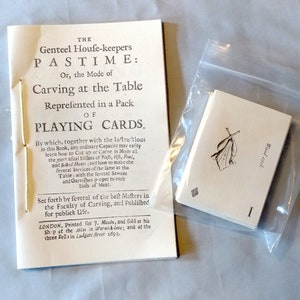 THE
Genteel House-keepers
PASTIME:
Or, the Mode of
Carving at the Table
Repreſented in a Pack
OF
PLAYING CARDS.
By which, together with the Inſtructions
in this Book, any ordinary Capacity may eaſily
learn how to Cut up or Carve in Mode all
the moſt uſual Diſhes of Fleſh, Fiſh, Fowl,
and Baked Meats; and how to make the
ſeveral Services of the ſame at the
Table; with the ſeveral Sawces
and Garniſhes proper to each
Diſh of Meat.
Set forth by ſeveral of the beſt Maſters in
the Faculty of Carving, and Publiſhed
for publick Uſe.
LONDON, Printed for J. Moxon, and ſold at his
Shop at the Atlas in Warwick-lane; and at the
three Bells in Ludgate ſtreet 1693.
I